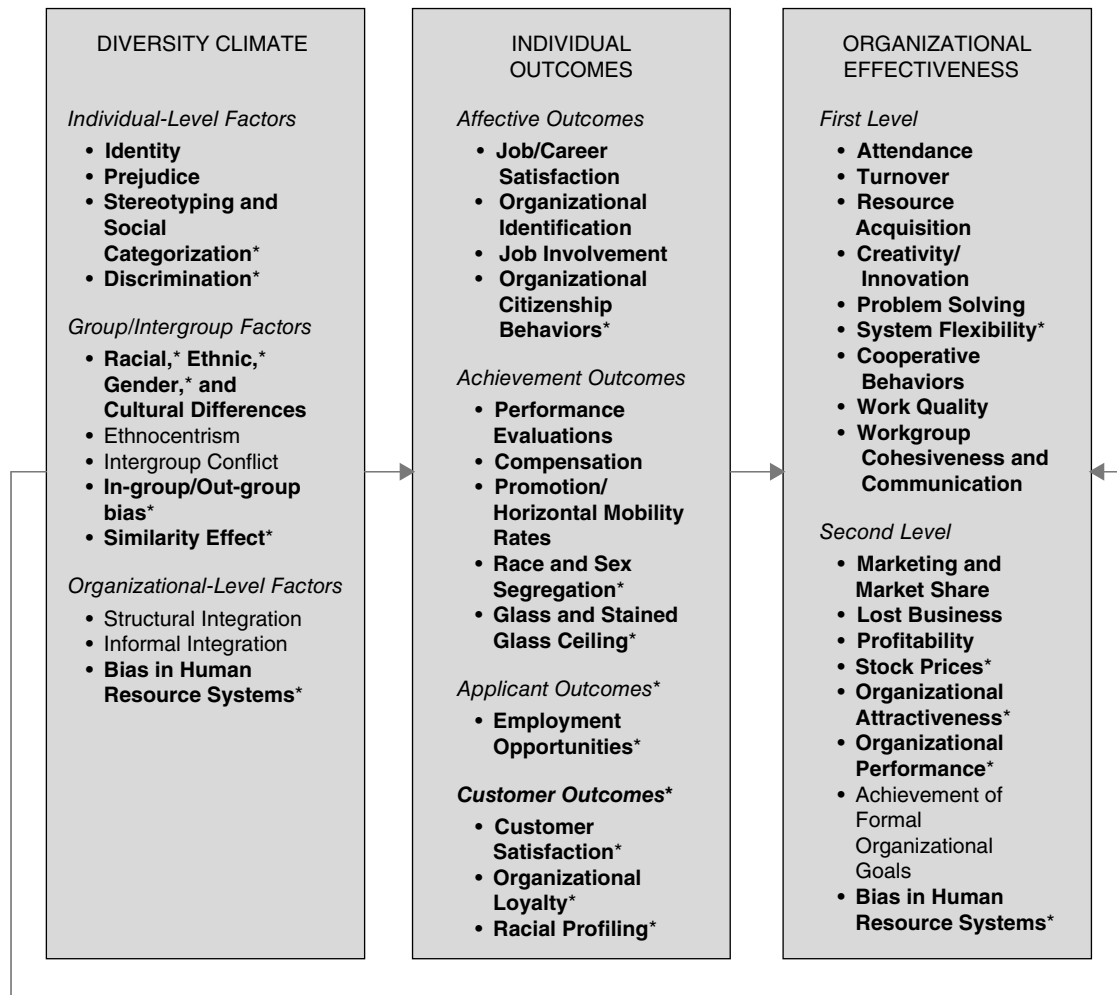 DIVERSITY CLIMATE
Individual-Level Factors
• Identity
• Prejudice
• Stereotyping and
Social
Categorization*
• Discrimination*
Group/Intergroup Factors
• Racial,* Ethnic,*
Gender,* and
Cultural Differences
• Ethnocentrism
• Intergroup Conflict
• In-group/Out-group
bias*
• Similarity Effect*
Organizational-Level Factors
• Structural Integration
• Informal Integration
• Bias in Human
Resource Systems*
INDIVIDUAL
OUTCOMES
Affective Outcomes
• Job/Career
Satisfaction
• Organizational
Identification
• Job Involvement
• Organizational
Citizenship
Behaviors*
Achievement Outcomes
• Performance
Evaluations
• Compensation
• Promotion/
Horizontal Mobility
Rates
• Race and Sex
Segregation*
• Glass and Stained
Glass Ceiling*
Applicant Outcomes*
• Employment
Opportunities*
Customer Outcomes*
• Customer
Satisfaction*
• Organizational
Loyalty*
• Racial Profiling*
ORGANIZATIONAL
EFFECTIVENESS
First Level
• Attendance
• Turnover
• Resource
Acquisition
• Creativity/
Innovation
• Problem Solving
• System Flexibility*
• Cooperative
Behaviors
• Work Quality
• Workgroup
Cohesiveness and
Communication
Second Level
• Marketing and
Market Share
• Lost Business
• Profitability
• Stock Prices*
• Organizational
Attractiveness*
• Organizational
Performance*
• Achievement of
Formal
Organizational
Goals
• Bias in Human
Resource Systems*